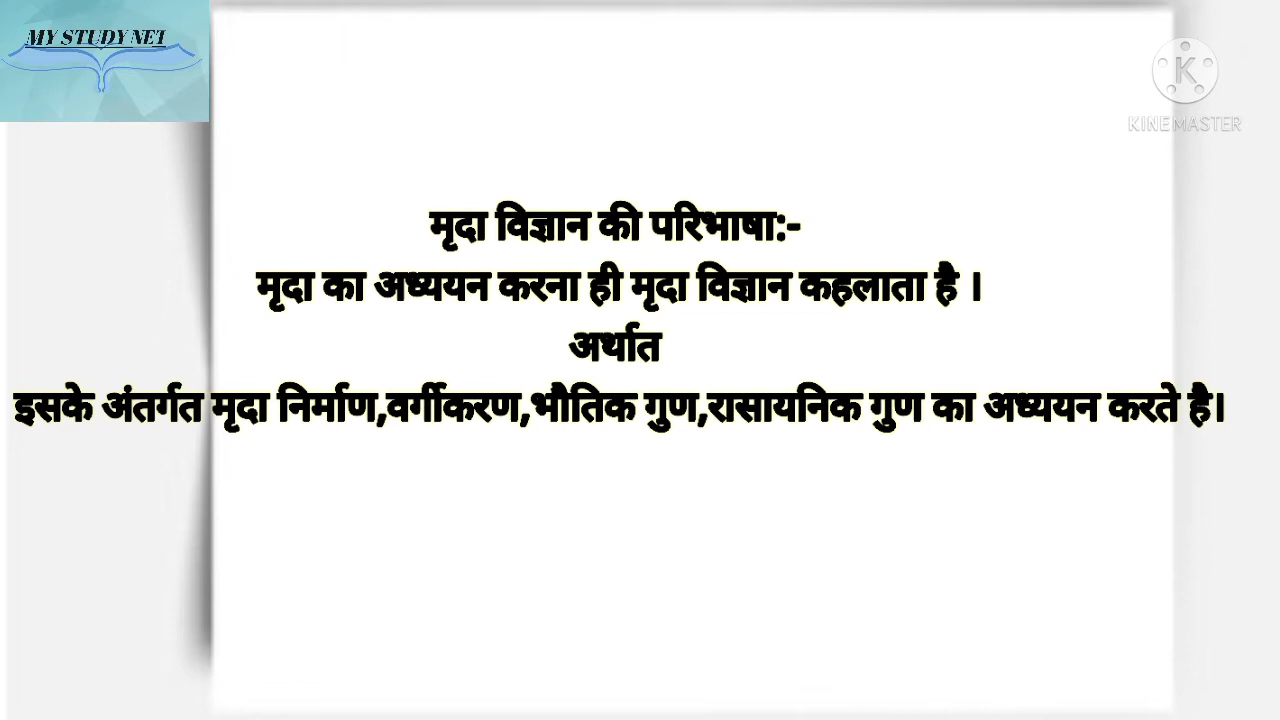 MY STUDY NET
KINEMASTER
मृदा विज्ञान की परिभाषा:-
मृदा का अध्ययन करना ही मृदा विज्ञान कहलाता है ।
अर्थात
इसके अंतर्गत मृदा निर्माण,वर्गीकरण,भौतिक गुण,रासायनिक गुण का अध्ययन करते है।